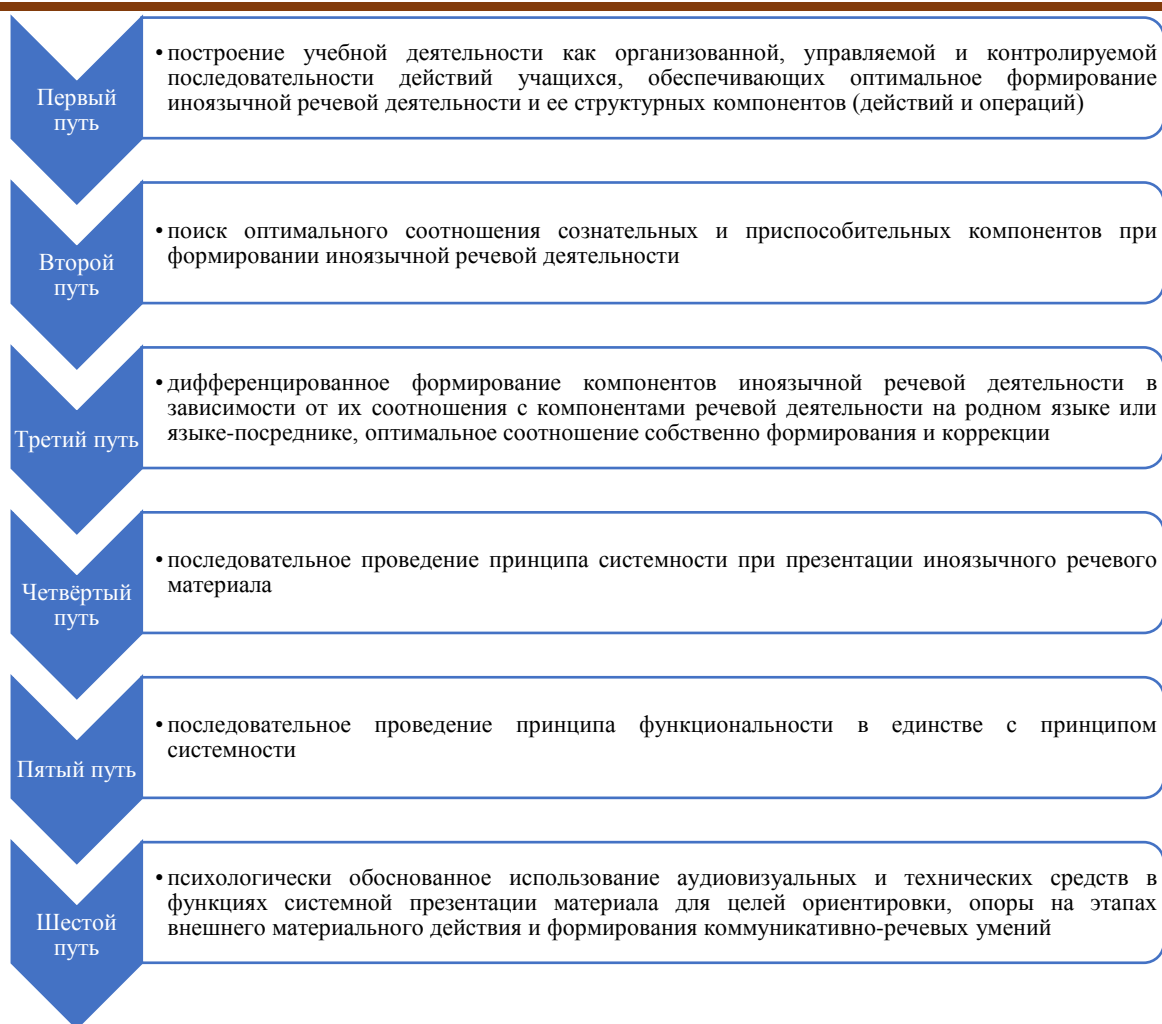 Первый
путь
• построение учебной деятельности как организованной, управляемой и контролируемой
последовательности действий учащихся, обеспечивающих оптимальное формирование
иноязычной речевой деятельности и ее структурных компонентов (действий и операций)
Второй
путь
• поиск оптимального соотношения сознательных и приспособительных компонентов при
формировании иноязычной речевой деятельности
Третий путь
• дифференцированное формирование компонентов иноязычной речевой деятельности в
зависимости от их соотношения с компонентами речевой деятельности на родном языке или
языке-посреднике, оптимальное соотношение собственно формирования и коррекции
Четвёртый
путь
• последовательное проведение принципа системности при презентации иноязычного речевого
материала
Пятый путь
• последовательное проведение принципа функциональности в единстве с принципом
системности
Шестой
путь
• психологически обоснованное использование аудиовизуальных и технических средств в
функциях системной презентации материала для целей ориентировки, опоры на этапах
внешнего материального действия и формирования коммуникативно-речевых умений